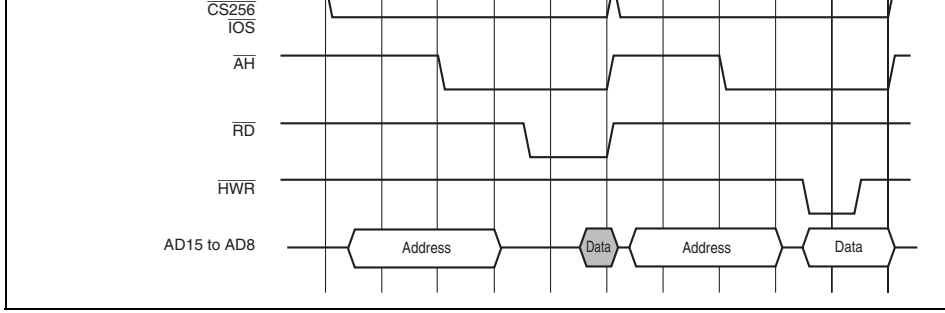 CS256
IOS
AH
RD
HWR
AD15 to AD8
Address
Data
Address
Data